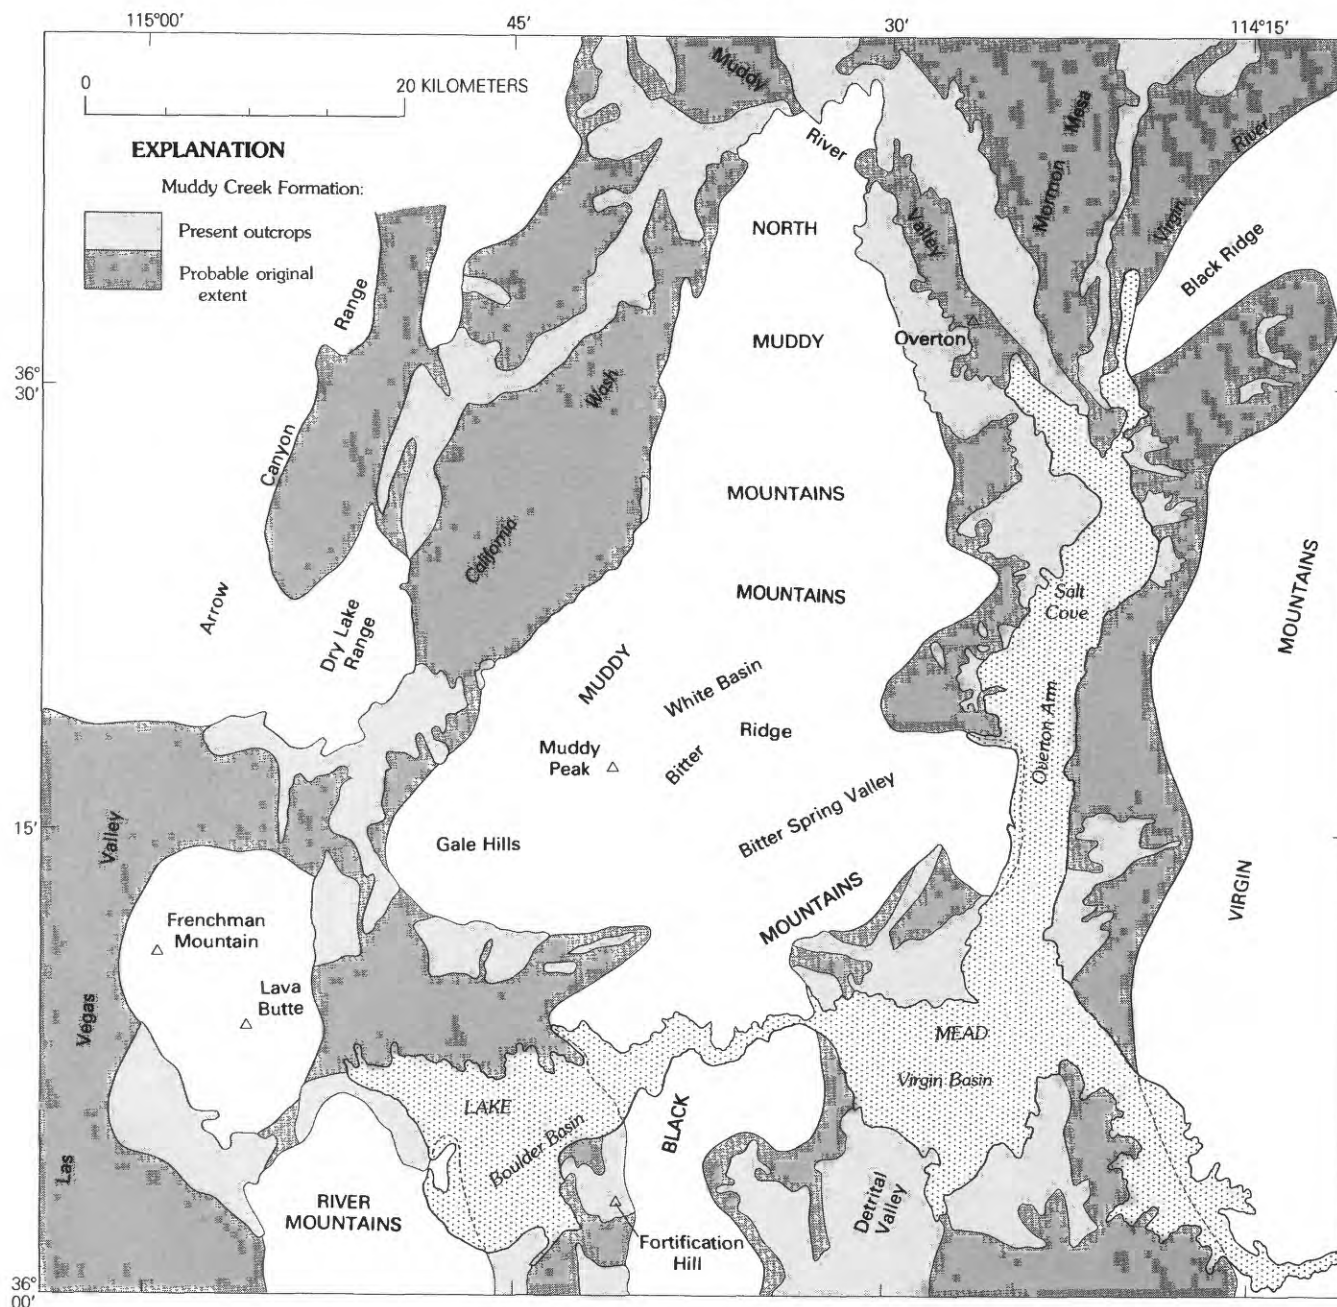 115°00′
45′
30′
114°15′
0
20 KILOMETERS
EXPLANATION
Muddy Creek Formation:
Present outcrops
Probable original
extent
Muddy
River
Valley
Mormon Mesa
Virgin River
Black Ridge
NORTH
MUDDY
MOUNTAINS
Overton
36°
30′
Arrow Canyon Range
California Wash
Dry Lake
Range
MUDDY MOUNTAINS
White Basin
Bitter Ridge
Muddy
Peak
Salt
Cove
Overton Arm
VIRGIN MOUNTAINS
15′
Gale Hills
Bitter Spring Valley
Las Vegas Valley
Frenchman
Mountain
Lava
Butte
BLACK MOUNTAINS
LAKE MEAD
Virgin Basin
Boulder Basin
RIVER
MOUNTAINS
Fortification
Hill
Detrital
Valley
36°
00′